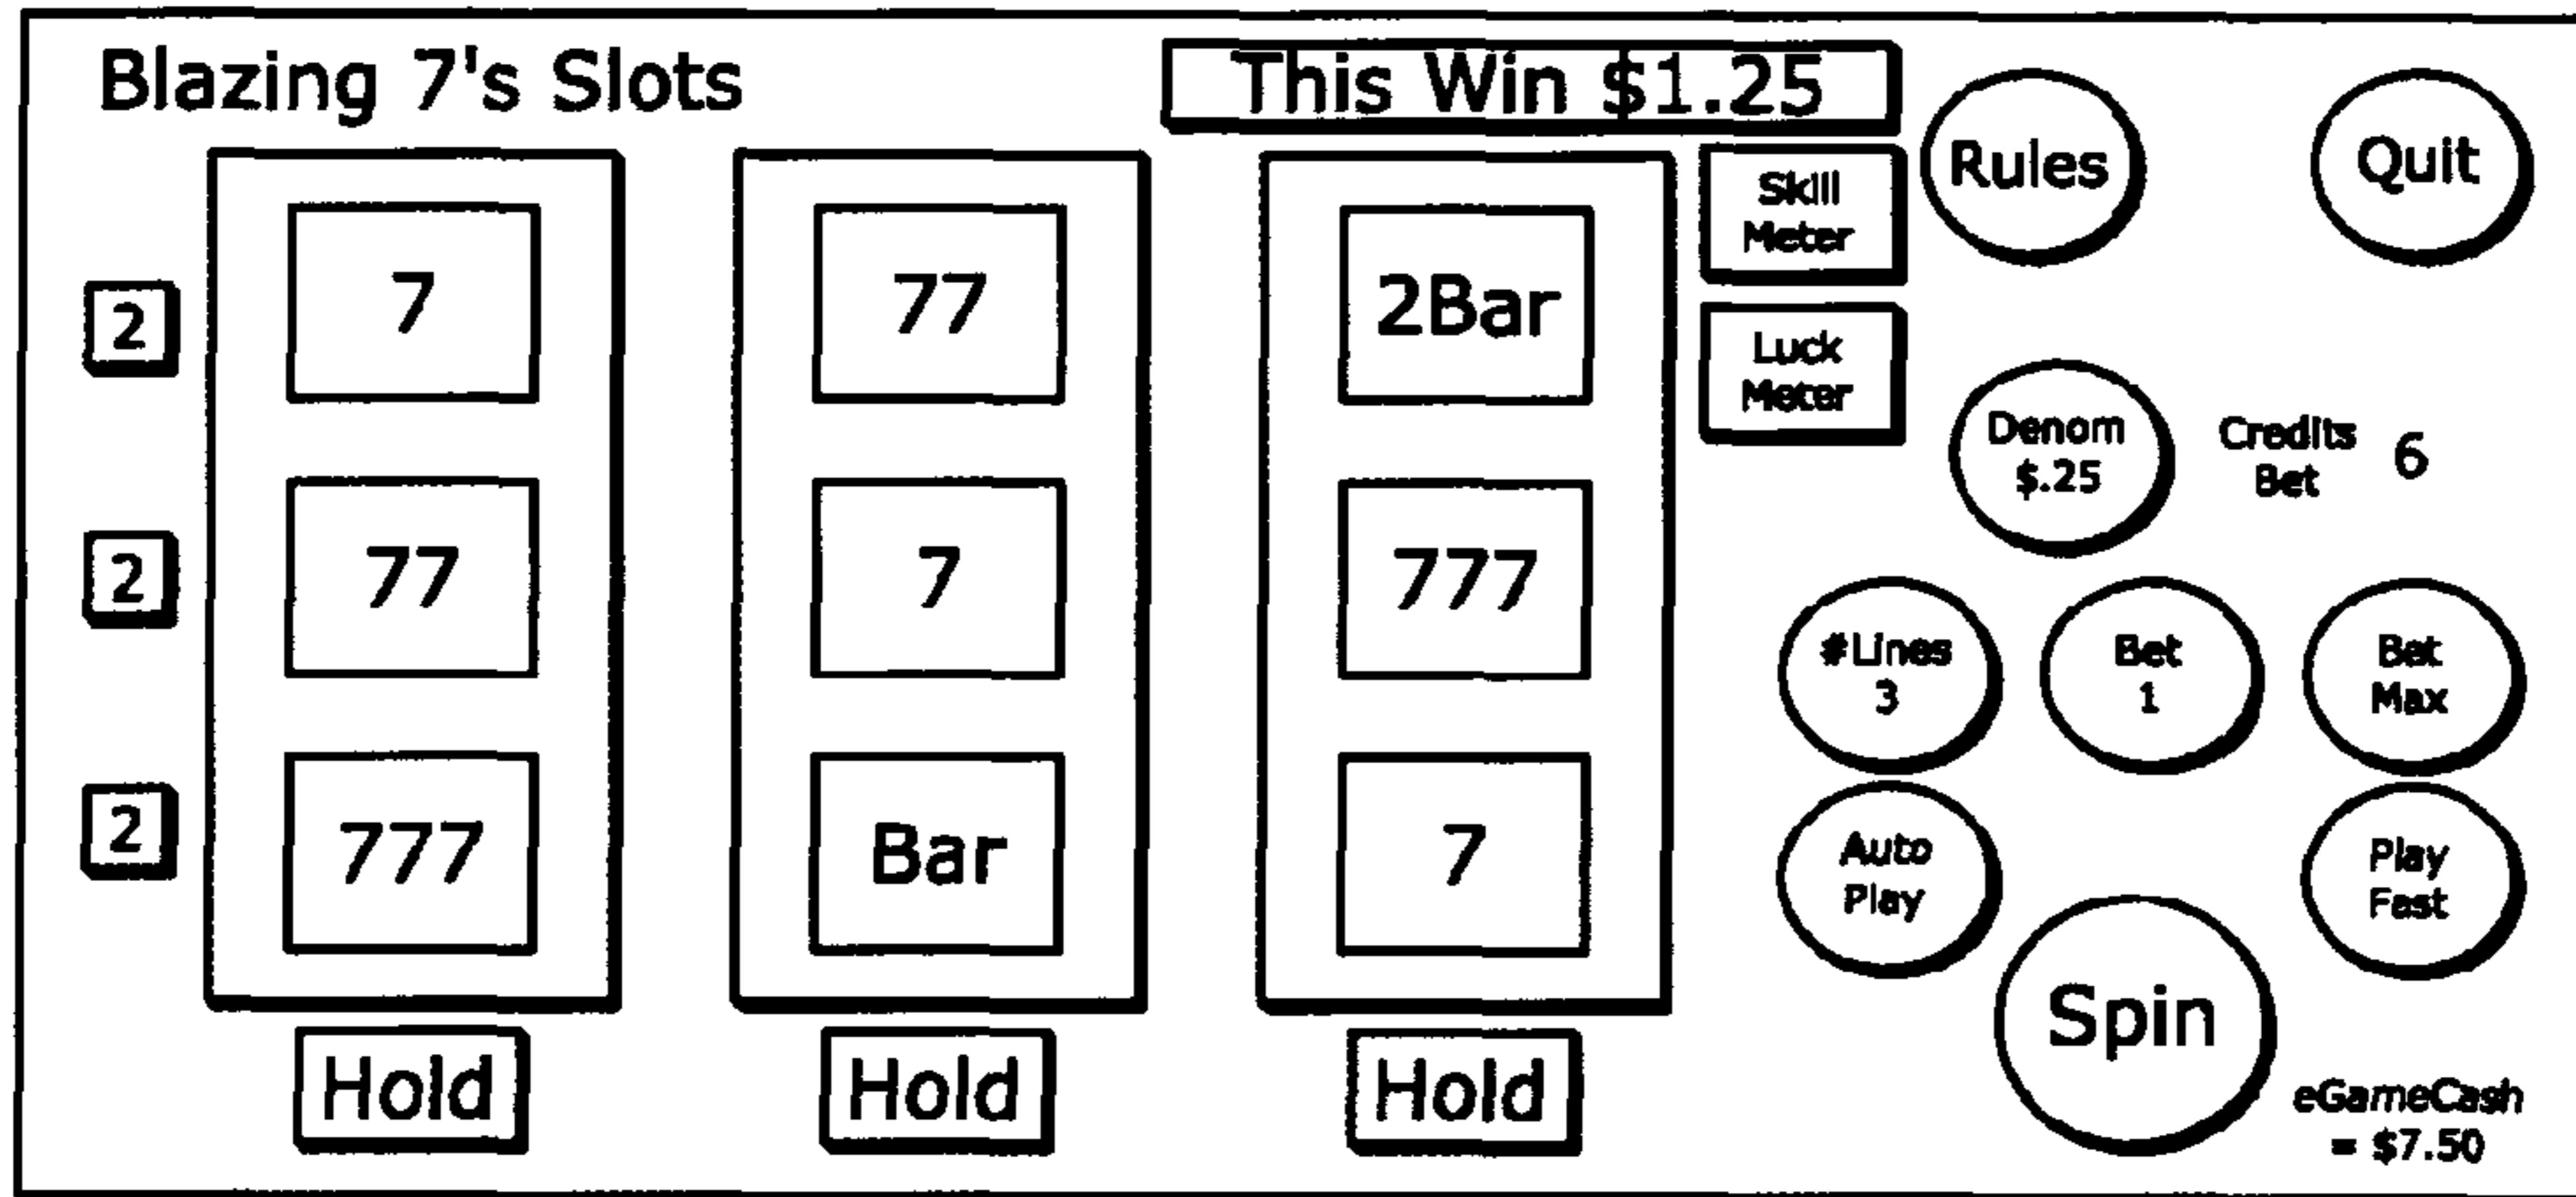 Blazing 7's Slots
This Win $1.25
Rules
Quit
Skill
Meter
Luck
Meter
2
7
77
2Bar
Denom
$.25
Credits
Bet
6
2
77
7
777
#Lines
3
Bet
1
Bet
Max
2
777
Bar
7
Auto
Play
Play
Fast
Spin
Hold
Hold
Hold
eGameCash
= $7.50